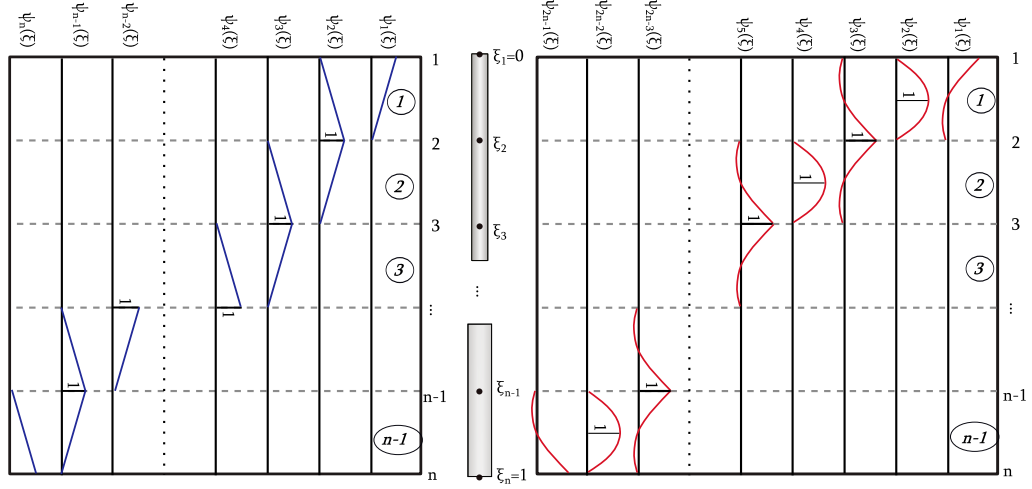 ψn(ξ)
ψn-1(ξ)
ψn-2(ξ)
ψ4(ξ)
ψ3(ξ)
ψ2(ξ)
ψ1(ξ)
1
1
2
1
2
1
3
3
1
1
...
1
n-1
n-1
n
ξ1=0
ξ2
ξ3
...
ξn-1
ξn=1
ψ2n-1(ξ)
ψ2n-2(ξ)
ψ2n-3(ξ)
ψ5(ξ)
ψ4(ξ)
ψ3(ξ)
ψ2(ξ)
ψ1(ξ)
1
1
1
1
2
1
2
1
3
3
...
1
n-1
1
n-1
n